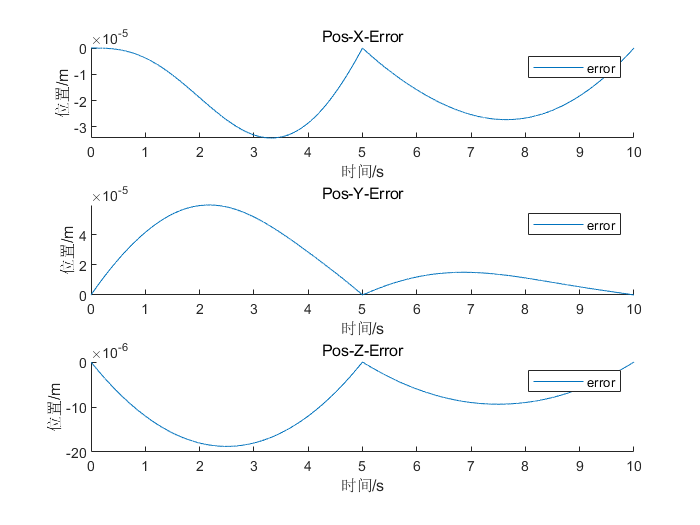 ×10-5
Pos-X-Error
0
-1
-2
-3
位置/m
error
0 1 2 3 4 5 6 7 8 9 10
时间/s
×10-5
Pos-Y-Error
4
2
0
位置/m
error
0 1 2 3 4 5 6 7 8 9 10
时间/s
×10-6
Pos-Z-Error
0
-10
-20
位置/m
error
0 1 2 3 4 5 6 7 8 9 10
时间/s